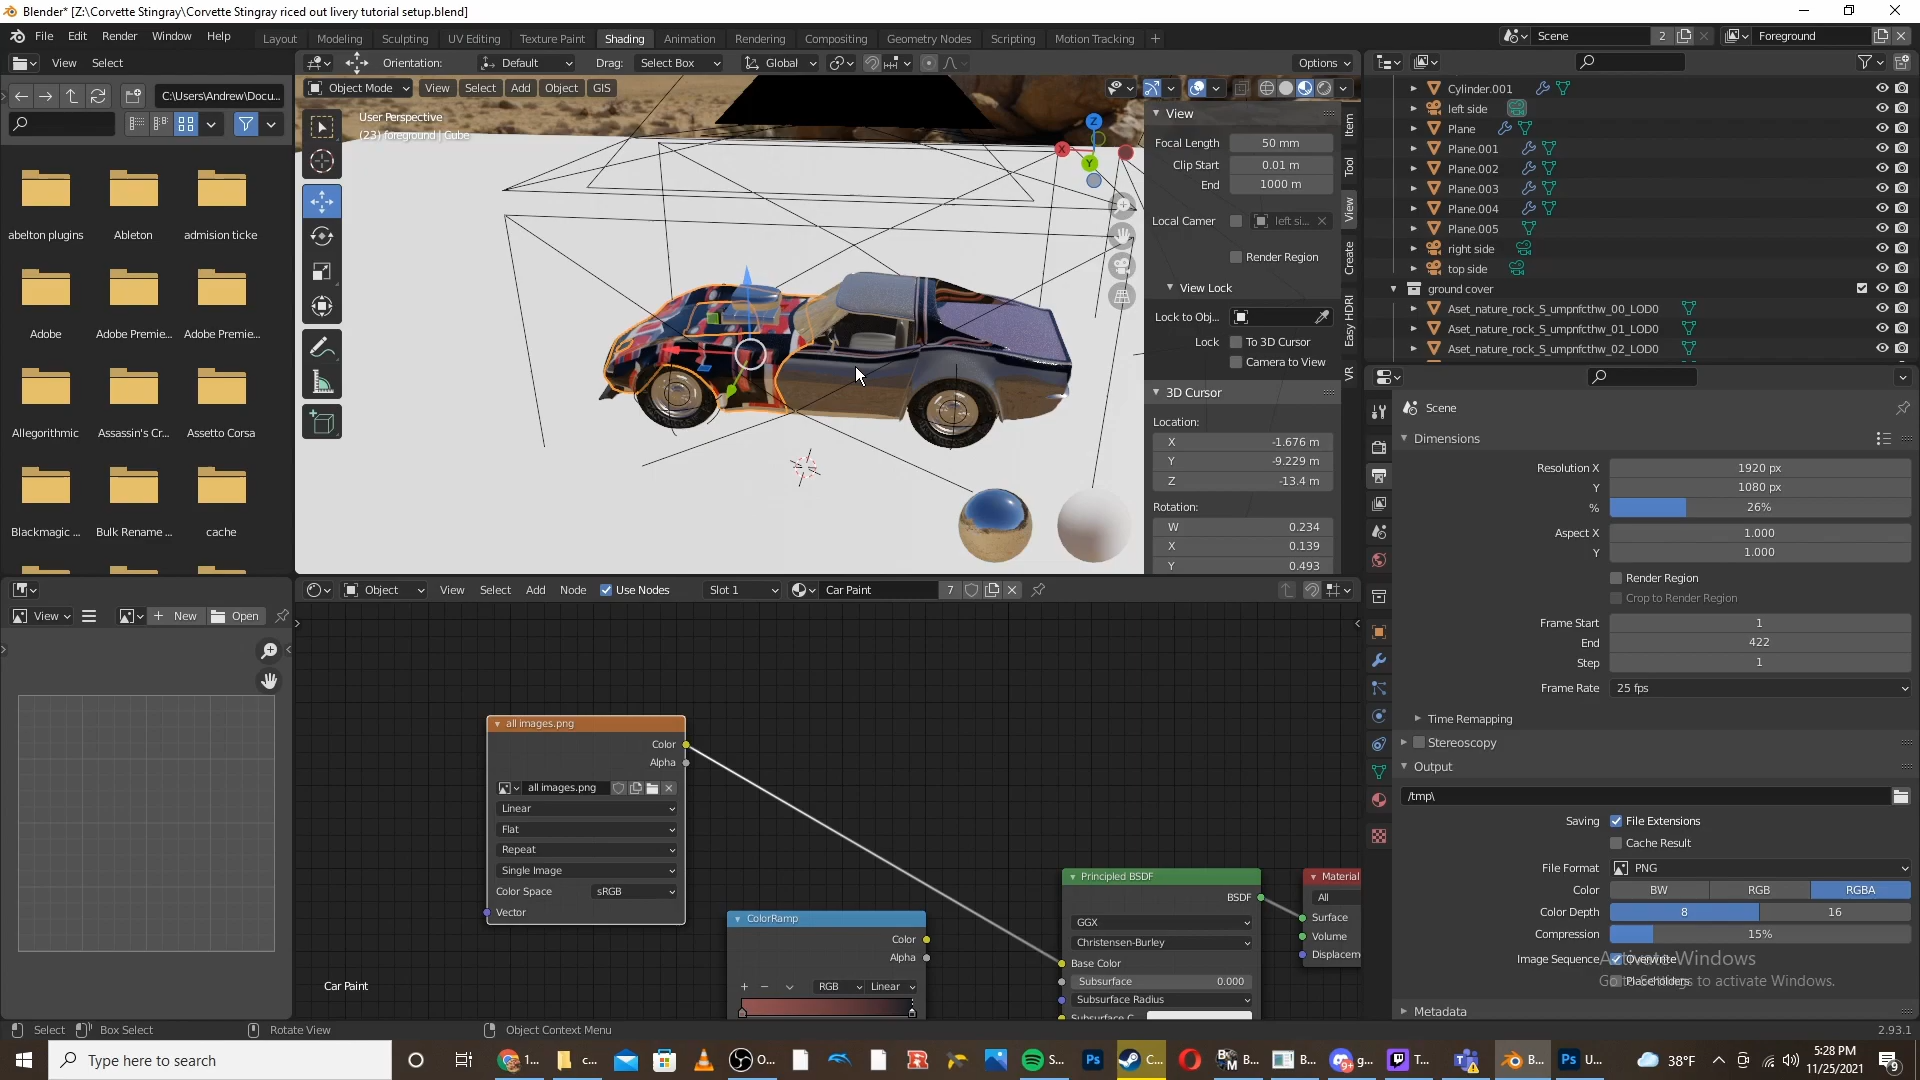 Blender* [Z:\Corvette Stingray\Corvette Stingray riced out livery tutorial setup.blend]
File Edit Render Window Help
Layout Modeling Sculpting UV Editing Texture Paint Shading Animation Rendering Compositing Geometry Nodes Scripting Motion Tracking +
Scene 2
Foreground
View Select
Orientation: Default Drag: Select Box Global Options
C:\Users\Andrew\Docu...
Object Mode View Select Add Object GIS
User Perspective
(23) foreground | Cube
abelton plugins Ableton admision ticke
Adobe Adobe Premie... Adobe Premie...
Allegorithmic Assassin's Cr... Assetto Corsa
Blackmagic ... Bulk Rename ... cache
Z
X
Y
View
Focal Length 50 mm
Clip Start 0.01 m
End 1000 m
Local Camer left si...
Render Region
View Lock
Lock to Obj...
Lock To 3D Cursor
Camera to View
3D Cursor
Location:
X -1.676 m
Y -9.229 m
Z -13.4 m
Rotation:
W 0.234
X 0.139
Y 0.493
Item
Tool
View
Create
Easy HDRI
VR
Cylinder.001
left side
Plane
Plane.001
Plane.002
Plane.003
Plane.004
Plane.005
right side
top side
ground cover
Aset_nature_rock_S_umpnfcthw_00_LOD0
Aset_nature_rock_S_umpnfcthw_01_LOD0
Aset_nature_rock_S_umpnfcthw_02_LOD0
Scene
Dimensions
Resolution X 1920 px
Y 1080 px
% 26%
Aspect X 1.000
Y 1.000
Render Region
Crop to Render Region
Frame Start 1
End 422
Step 1
Frame Rate 25 fps
Time Remapping
Stereoscopy
Output
/tmp\
Saving File Extensions
Cache Result
File Format PNG
Color BW RGB RGBA
Color Depth 8 16
Compression 15%
Image Sequence Overwrite
Placeholders
Activate Windows
Go to Settings to activate Windows.
Metadata
View + New Open
Object View Select Add Node Use Nodes Slot 1 Car Paint 7
all images.png
Color
Alpha
all images.png
Linear
Flat
Repeat
Single Image
Color Space sRGB
Vector
ColorRamp
Color
Alpha
+ − RGB Linear
Principled BSDF
BSDF
GGX
Christensen-Burley
Base Color
Subsurface 0.000
Subsurface Radius
Subsurface C
Material
All
Surface
Volume
Displacem
Car Paint
Select Box Select Rotate View Object Context Menu 2.93.1
Type here to search
1... c... O... S... C... B... B... g... T... B... U...
38°F
5:28 PM
11/25/2021
9